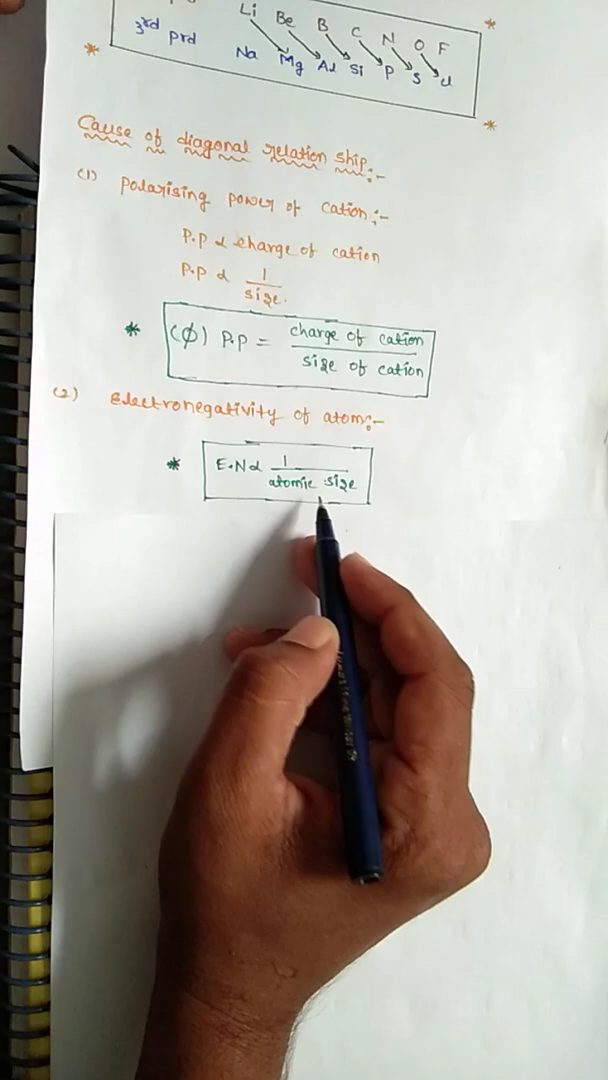 Li Be B C N O F
3rd prd Na Mg Al Si P S Cl
Cause of diagonal relation ship:-
(1) Polarising power of cation:-
P.P α charge of cation
P.P α 1/size.
* (ϕ) P.P = charge of cation/size of cation
(2) Electronegativity of atom:-
* E.N α 1/atomic size